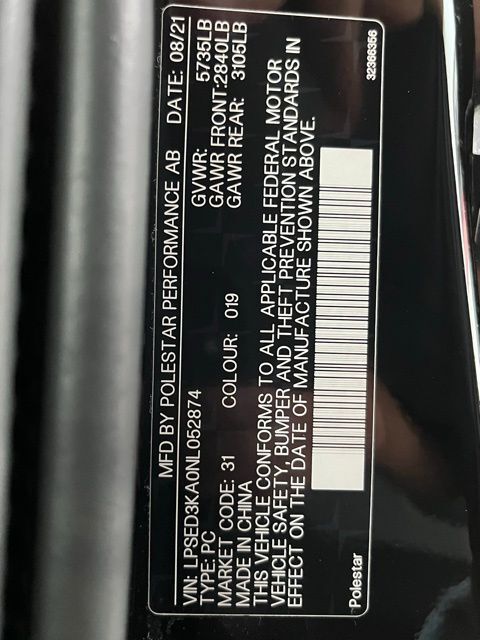 MFD BY POLESTAR PERFORMANCE AB DATE: 08/21
VIN: LPSED3KA0NL052874 GVWR: 5735LB
TYPE: PC GAWR FRONT:2840LB
MARKET CODE: 31 COLOUR: 019 GAWR REAR: 3105LB
MADE IN CHINA
THIS VEHICLE CONFORMS TO ALL APPLICABLE FEDERAL MOTOR
VEHICLE SAFETY, BUMPER AND THEFT PREVENTION STANDARDS IN
EFFECT ON THE DATE OF MANUFACTURE SHOWN ABOVE.
Polestar 32366356